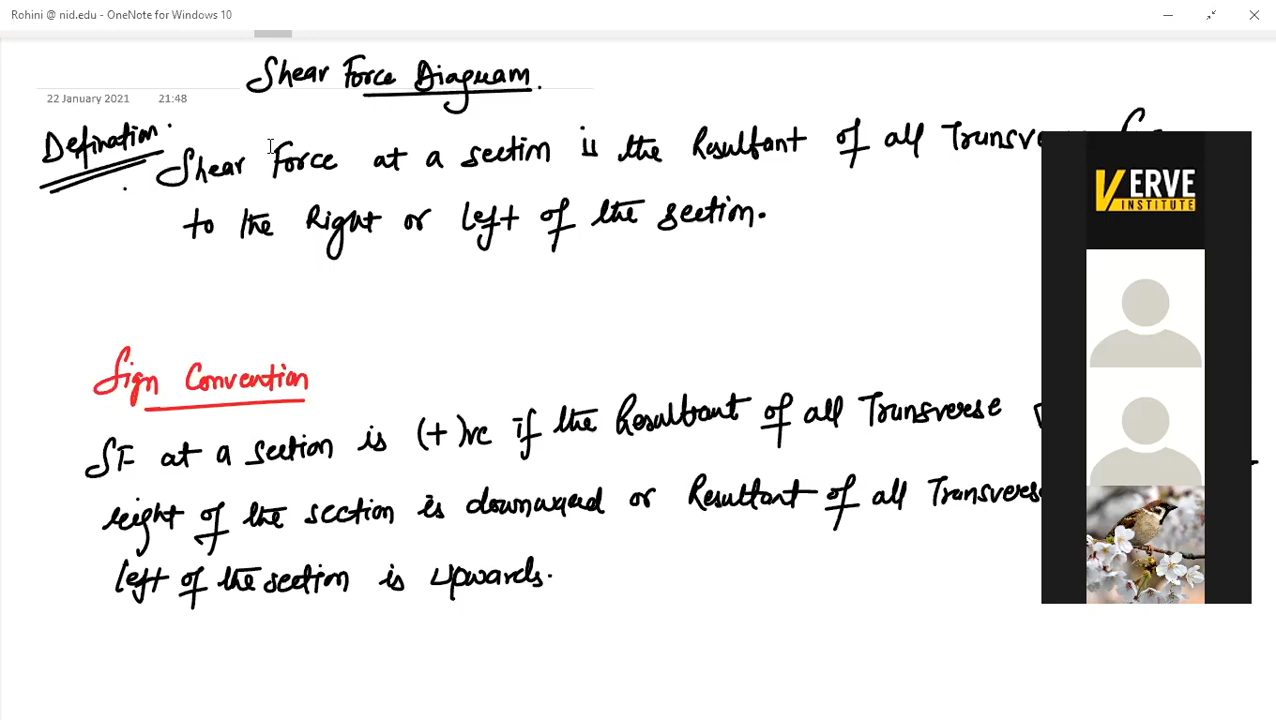 Rohini @ nid.edu - OneNote for Windows 10
Shear Force Diagram.
22 January 2021 21:48
Defination.
Shear Force at a section is the Resultant of all Transverse
to the Right or left of the section.
VERVE
INSTITUTE
Sign Convention
SF at a section is (+)ve if the Resultant of all Transverse
right of the section is downward or Resultant of all Transverse
left of the section is upwards.